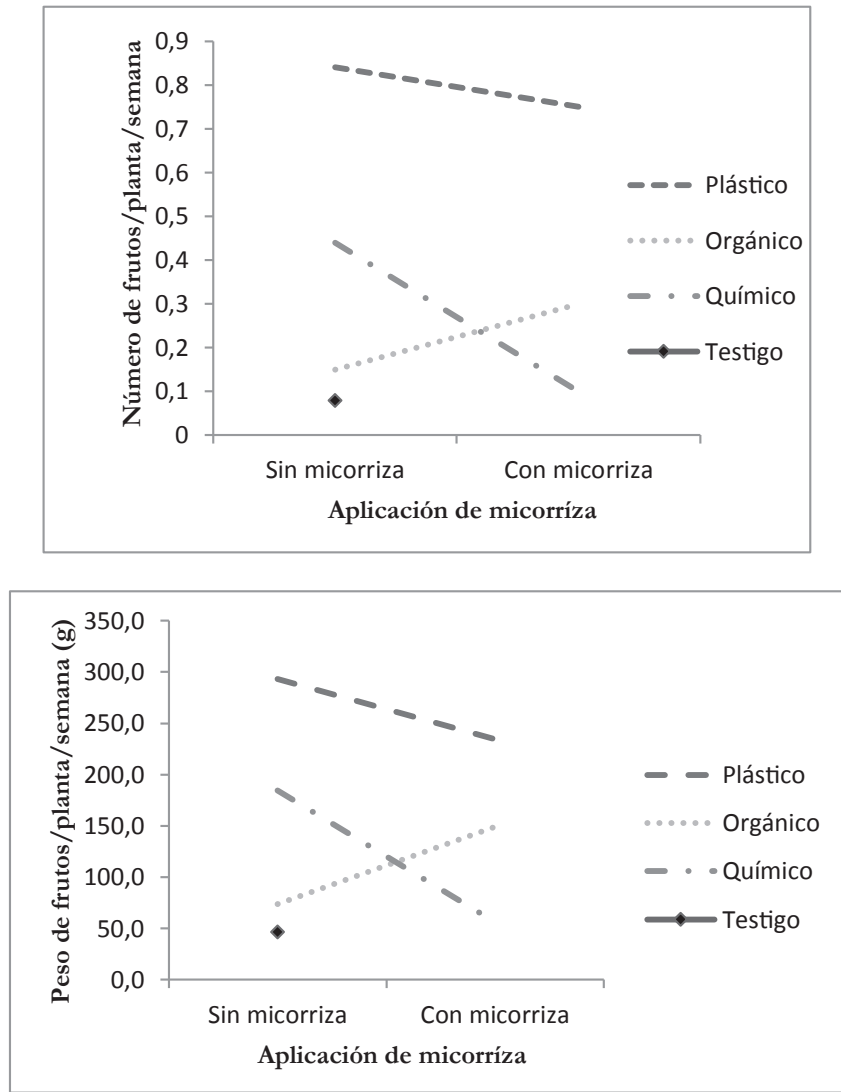 Número de frutos/planta/semana
0,9
0,8
0,7
0,6
0,5
0,4
0,3
0,2
0,1
0
Sin micorriza
Con micorriza
Aplicación de micorríza
Plástico
Orgánico
Químico
Testigo
Peso de frutos/planta/semana (g)
350,0
300,0
250,0
200,0
150,0
100,0
50,0
0,0
Sin micorriza
Con micorriza
Aplicación de micorríza
Plástico
Orgánico
Químico
Testigo